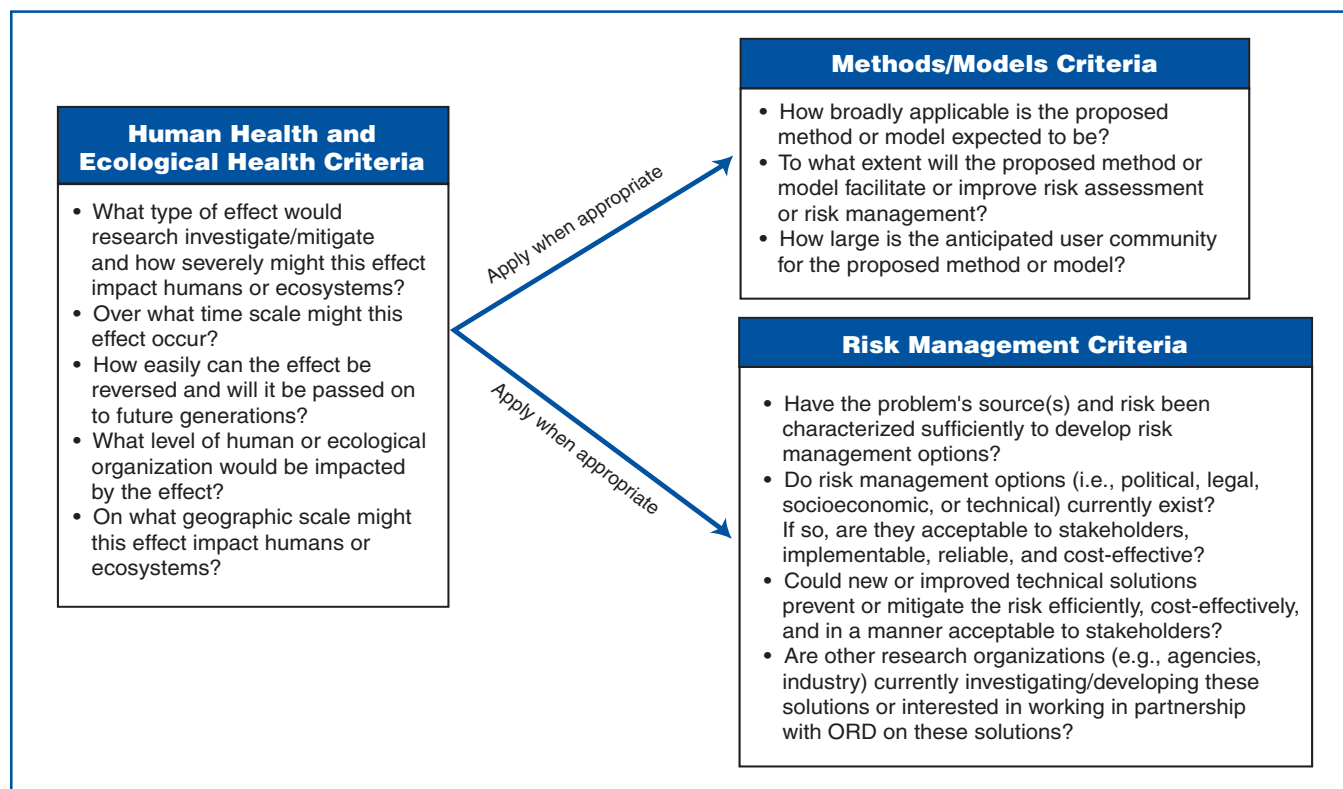 Human Health and
Ecological Health Criteria
• What type of effect would
research investigate/mitigate
and how severely might this effect
impact humans or ecosystems?
• Over what time scale might this
effect occur?
• How easily can the effect be
reversed and will it be passed on
to future generations?
• What level of human or ecological
organization would be impacted
by the effect?
• On what geographic scale might
this effect impact humans or
ecosystems?
Apply when appropriate
Apply when appropriate
Methods/Models Criteria
• How broadly applicable is the proposed
method or model expected to be?
• To what extent will the proposed method or
model facilitate or improve risk assessment
or risk management?
• How large is the anticipated user community
for the proposed method or model?
Risk Management Criteria
• Have the problem's source(s) and risk been
characterized sufficiently to develop risk
management options?
• Do risk management options (i.e., political, legal,
socioeconomic, or technical) currently exist?
If so, are they acceptable to stakeholders,
implementable, reliable, and cost-effective?
• Could new or improved technical solutions
prevent or mitigate the risk efficiently, cost-effectively,
and in a manner acceptable to stakeholders?
• Are other research organizations (e.g., agencies,
industry) currently investigating/developing these
solutions or interested in working in partnership
with ORD on these solutions?